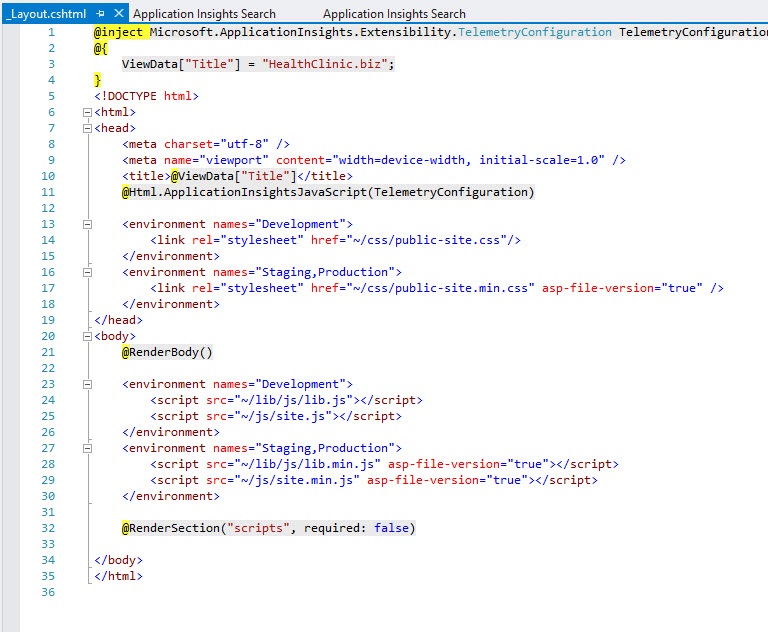 _Layout.cshtml Application Insights Search Application Insights Search
1 @inject Microsoft.ApplicationInsights.Extensibility.TelemetryConfiguration TelemetryConfiguration
2 @{
3 ViewData["Title"] = "HealthClinic.biz";
4 }
5 <!DOCTYPE html>
6 <html>
7 <head>
8 <meta charset="utf-8" />
9 <meta name="viewport" content="width=device-width, initial-scale=1.0" />
10 <title>@ViewData["Title"]</title>
11 @Html.ApplicationInsightsJavaScript(TelemetryConfiguration)
12
13 <environment names="Development">
14 <link rel="stylesheet" href="~/css/public-site.css"/>
15 </environment>
16 <environment names="Staging,Production">
17 <link rel="stylesheet" href="~/css/public-site.min.css" asp-file-version="true" />
18 </environment>
19 </head>
20 <body>
21 @RenderBody()
22
23 <environment names="Development">
24 <script src="~/lib/js/lib.js"></script>
25 <script src="~/js/site.js"></script>
26 </environment>
27 <environment names="Staging,Production">
28 <script src="~/lib/js/lib.min.js" asp-file-version="true"></script>
29 <script src="~/js/site.min.js" asp-file-version="true"></script>
30 </environment>
31
32 @RenderSection("scripts", required: false)
33
34 </body>
35 </html>
36